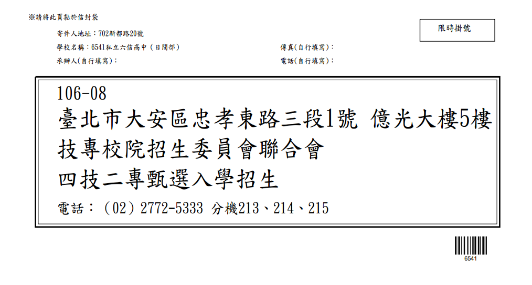 ※請將此頁黏於信封袋
限時掛號
寄件人地址：702新都路20號
學校名稱：6541私立六信高中（日間部）
傳真(自行填寫)：
承辦人(自行填寫)：
電話(自行填寫)：
106-08
臺北市大安區忠孝東路三段1號 億光大樓5樓
技專校院招生委員會聯合會
四技二專甄選入學招生
電話：（02）2772-5333 分機213、214、215
6541